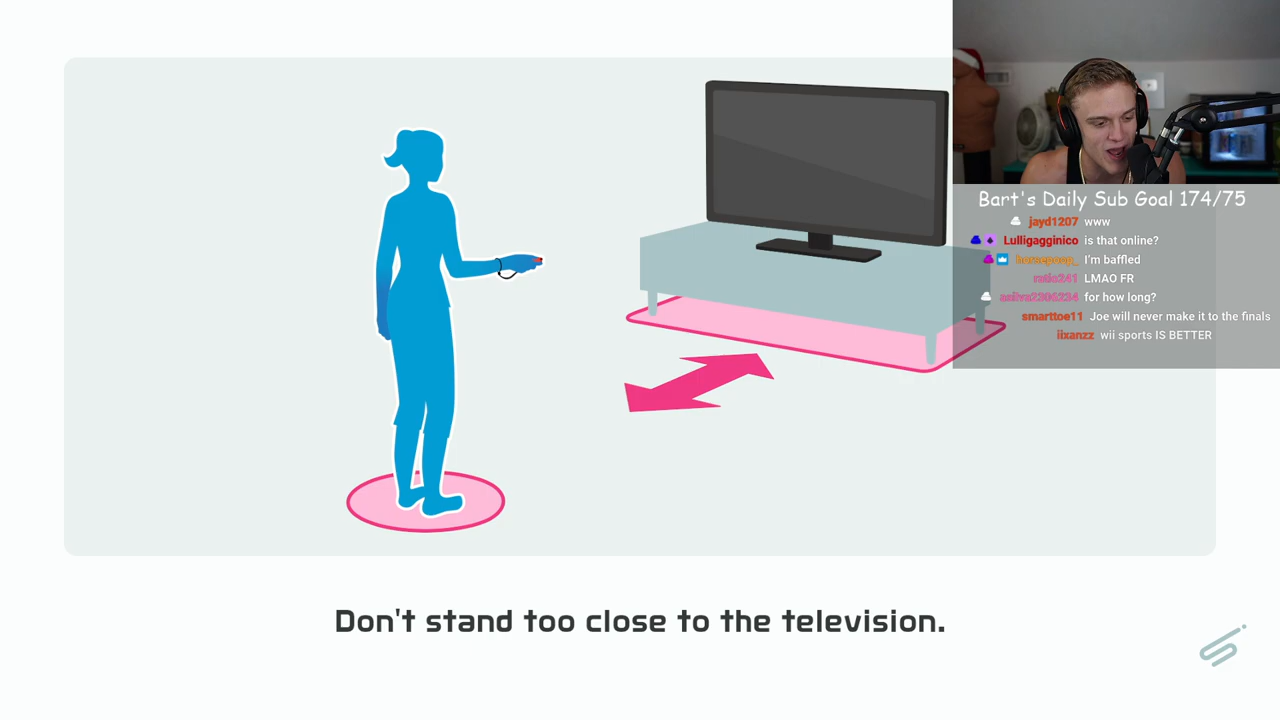 Bart's Daily Sub Goal 174/75
jayd1207 www
Lulligagginico is that online?
horsepoop_ I'm baffled
ratio241 LMAO FR
for how long?
smarttoe11 Joe will never make it to the finals
iixanzz wii sports IS BETTER
Don't stand too close to the television.